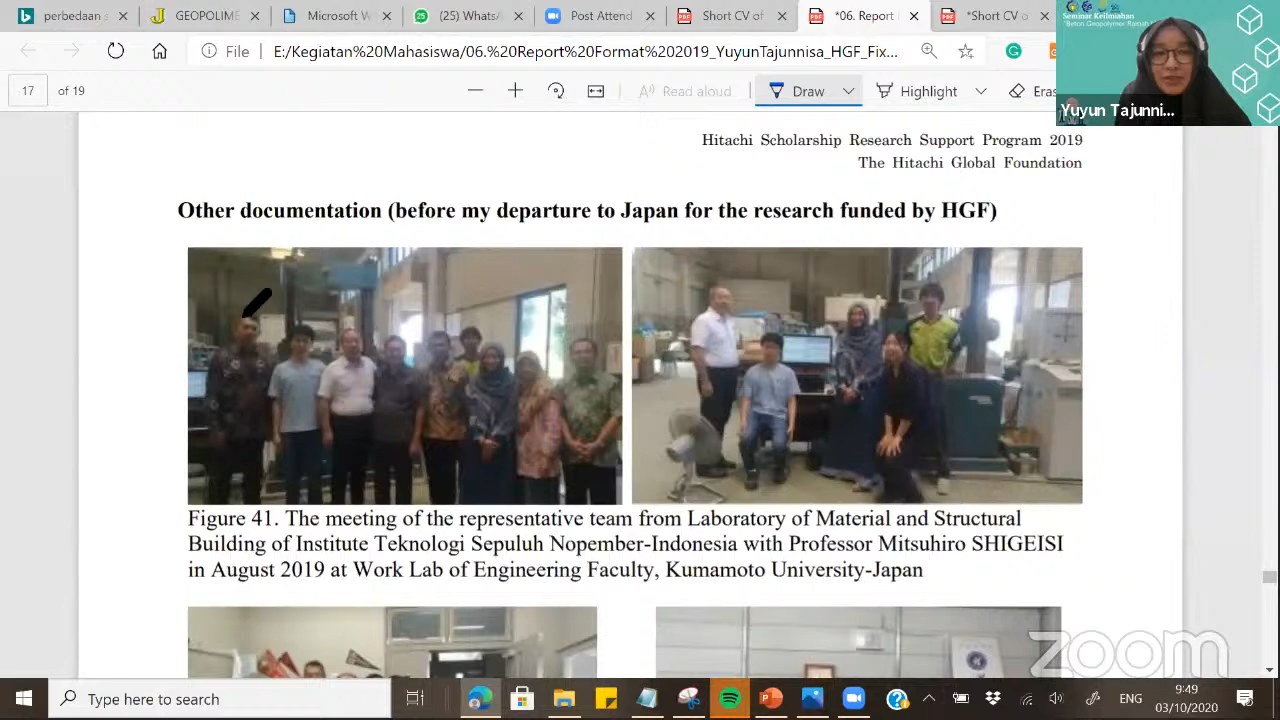 perbedaan
GEOPOLIME
Microsoft V
(25) WhatsA
Post Attende
*Short CV of
*06. Report
*Short CV of
File
E:/Kegiatan%20Mahasiswa/06.%20Report%20Format%202019_YuyunTajunnisa_HGF_Fix...
17 of 19
Read aloud
Draw
Highlight
Eras
Seminar Keilmiahan
Yuyun Tajunni...
Hitachi Scholarship Research Support Program 2019
The Hitachi Global Foundation
Other documentation (before my departure to Japan for the research funded by HGF)
Figure 41. The meeting of the representative team from Laboratory of Material and Structural
Building of Institute Teknologi Sepuluh Nopember-Indonesia with Professor Mitsuhiro SHIGEISI
in August 2019 at Work Lab of Engineering Faculty, Kumamoto University-Japan
zoom
Type here to search
ENG
9:49
03/10/2020